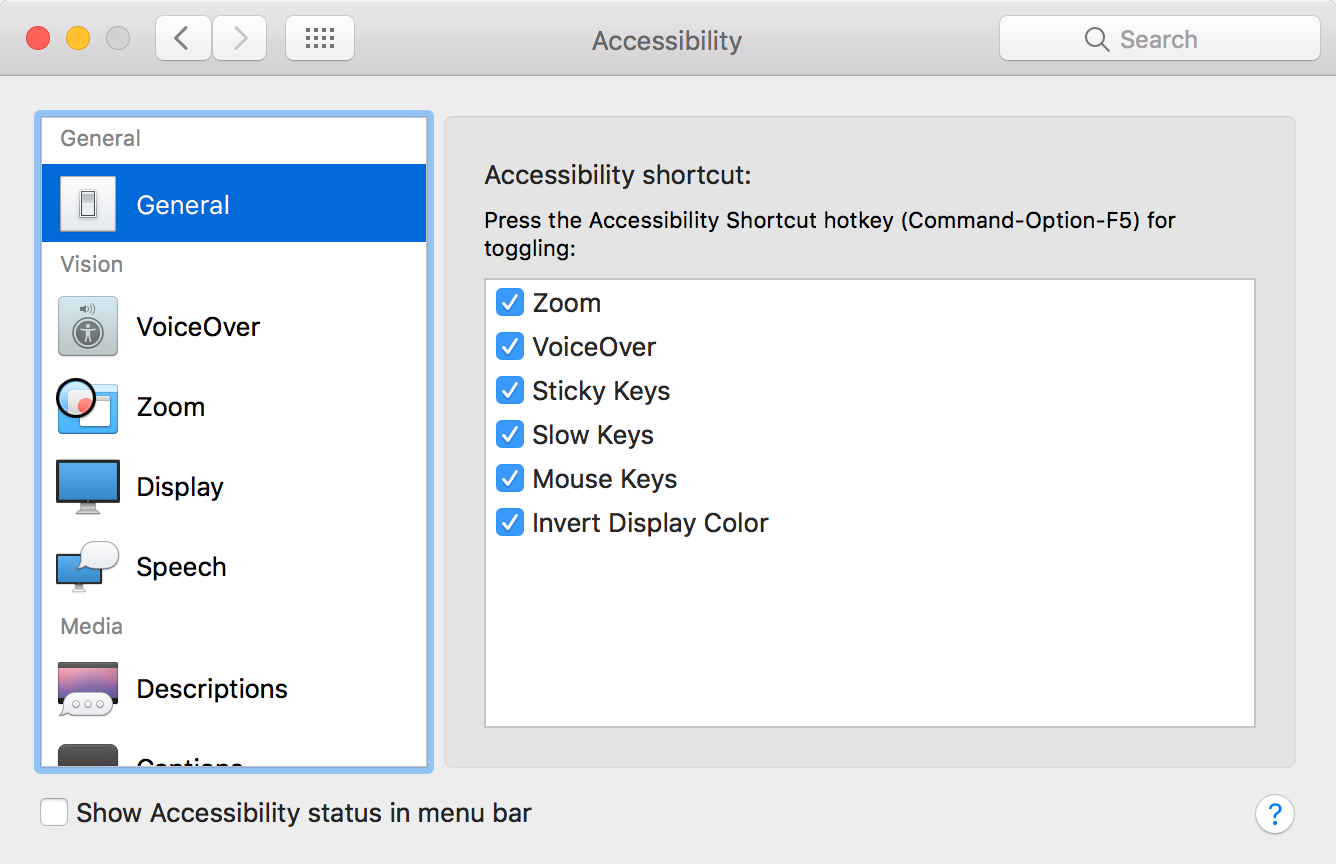 Accessibility
Search
General
General
Vision
VoiceOver
Zoom
Display
Speech
Media
Descriptions
Captions
Accessibility shortcut:
Press the Accessibility Shortcut hotkey (Command-Option-F5) for
toggling:
Zoom
VoiceOver
Sticky Keys
Slow Keys
Mouse Keys
Invert Display Color
Show Accessibility status in menu bar
?